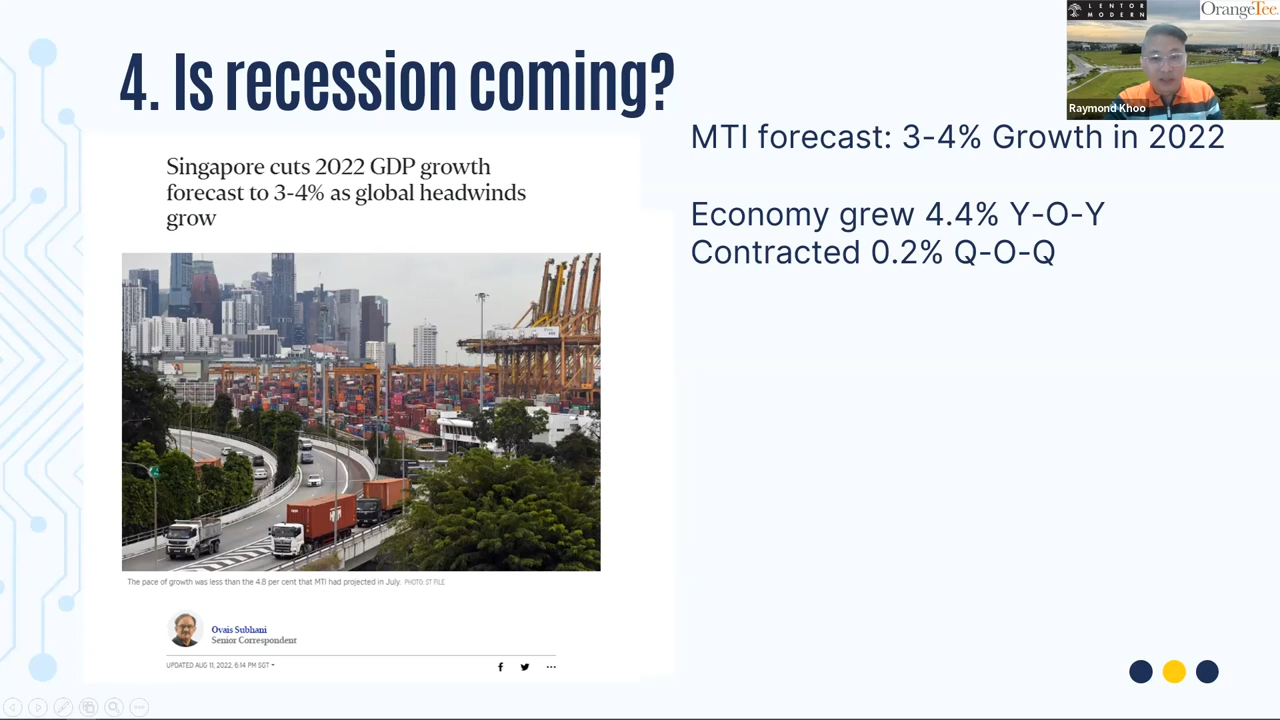 4. Is recession coming?
LENTOR
MODERN
OrangeTee
Raymond Khoo
Singapore cuts 2022 GDP growth
forecast to 3-4% as global headwinds
grow
MTI forecast: 3-4% Growth in 2022
Economy grew 4.4% Y-O-Y
Contracted 0.2% Q-O-Q
The pace of growth was less than the 4.8 per cent that MTI had projected in July. PHOTO: ST FILE
Ovais Subhani
Senior Correspondent
UPDATED AUG 11, 2022, 6:14 PM SGT